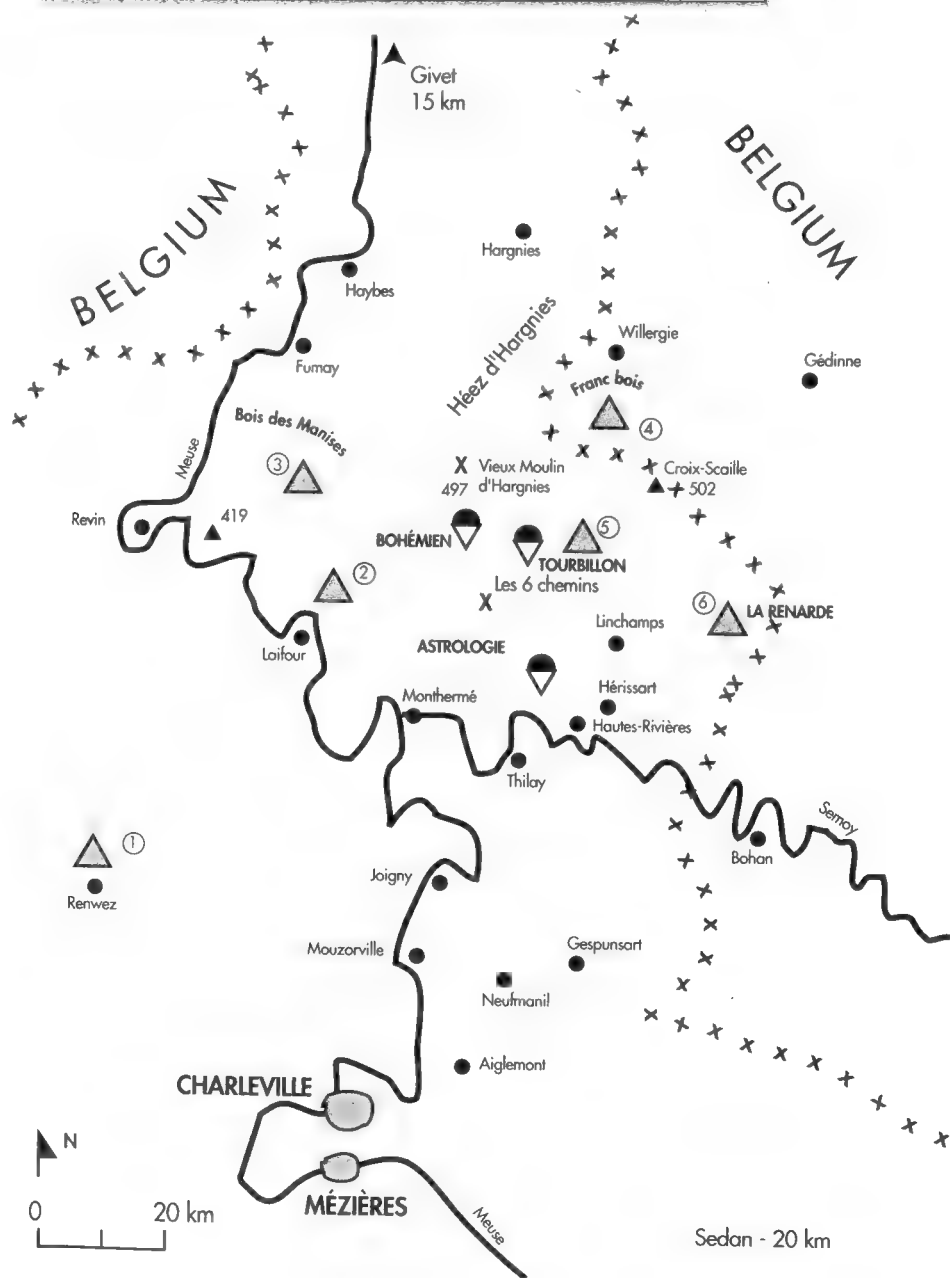 Givet
15 km
BELGIUM
BELGIUM
Hargnies
Haybes
Héez d'Hargnies
Willergie
Fumay
Gédinne
Franc bois
Bois des Manises
④
Meuse
③
Vieux Moulin
d'Hargnies
497
Croix-Scaille
502
Revin
419
⑤
BOHÉMIEN
TOURBILLON
Les 6 chemins
②
⑥
LA RENARDE
Linchamps
Laifour
ASTROLOGIE
Hérissart
Monthermé
Hautes-Rivières
Thilay
Semoy
①
Bohan
Renwez
Joigny
Mouzorville
Gespunsart
Neufmanil
Aiglemont
CHARLEVILLE
N
MÉZIÈRES
0 20 km
Meuse
Sedan - 20 km